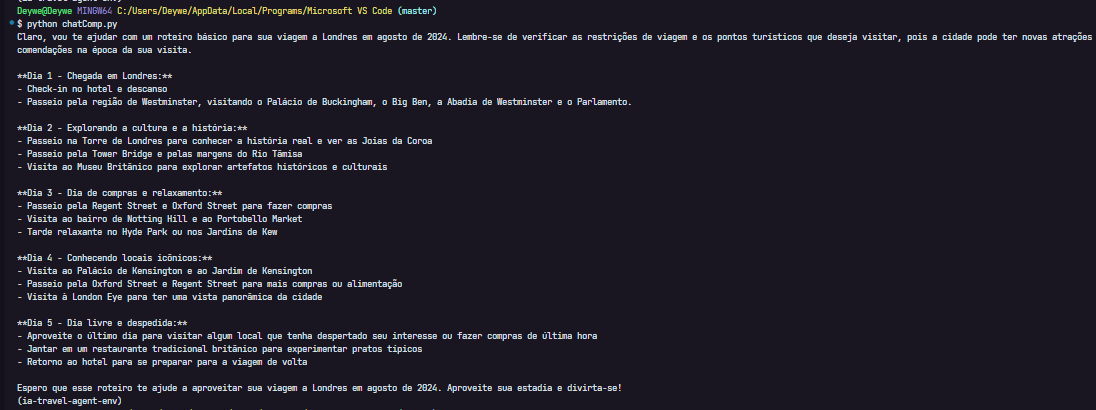 (ia-travel-agent-env)
Deywe@Deywe MINGW64 C:/Users/Deywe/AppData/Local/Programs/Microsoft VS Code (master)
$ python chatComp.py
Claro, vou te ajudar com um roteiro básico para sua viagem a Londres em agosto de 2024. Lembre-se de verificar as restrições de viagem e os pontos turísticos que deseja visitar, pois a cidade pode ter novas atrações
comendações na época da sua visita.
**Dia 1 - Chegada em Londres:**
- Check-in no hotel e descanso
- Passeio pela região de Westminster, visitando o Palácio de Buckingham, o Big Ben, a Abadia de Westminster e o Parlamento.
**Dia 2 - Explorando a cultura e a história:**
- Passeio na Torre de Londres para conhecer a história real e ver as Joias da Coroa
- Passeio pela Tower Bridge e pelas margens do Rio Tâmisa
- Visita ao Museu Britânico para explorar artefatos históricos e culturais
**Dia 3 - Dia de compras e relaxamento:**
- Passeio pela Regent Street e Oxford Street para fazer compras
- Visita ao bairro de Notting Hill e ao Portobello Market
- Tarde relaxante no Hyde Park ou nos Jardins de Kew
**Dia 4 - Conhecendo locais icônicos:**
- Visita ao Palácio de Kensington e ao Jardim de Kensington
- Passeio pela Oxford Street e Regent Street para mais compras ou alimentação
- Visita à London Eye para ter uma vista panorâmica da cidade
**Dia 5 - Dia livre e despedida:**
- Aproveite o último dia para visitar algum local que tenha despertado seu interesse ou fazer compras de última hora
- Jantar em um restaurante tradicional britânico para experimentar pratos típicos
- Retorno ao hotel para se preparar para a viagem de volta
Espero que esse roteiro te ajude a aproveitar sua viagem a Londres em agosto de 2024. Aproveite sua estadia e divirta-se!
(ia-travel-agent-env)